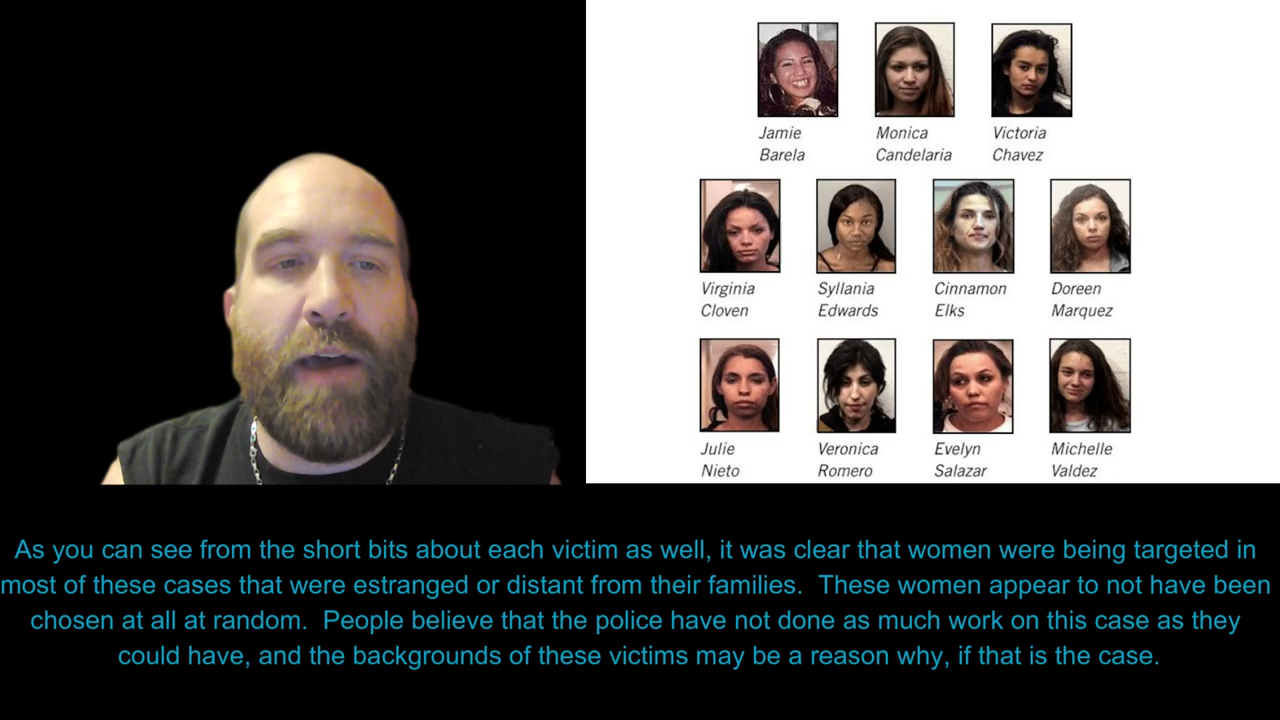 Jamie Monica Victoria
Barela Candelaria Chavez
Virginia Syllania Cinnamon Doreen
Cloven Edwards Elks Marquez
Julie Veronica Evelyn Michelle
Nieto Romero Salazar Valdez
As you can see from the short bits about each victim as well, it was clear that women were being targeted in
most of these cases that were estranged or distant from their families.  These women appear to not have been
chosen at all at random.  People believe that the police have not done as much work on this case as they
could have, and the backgrounds of these victims may be a reason why, if that is the case.